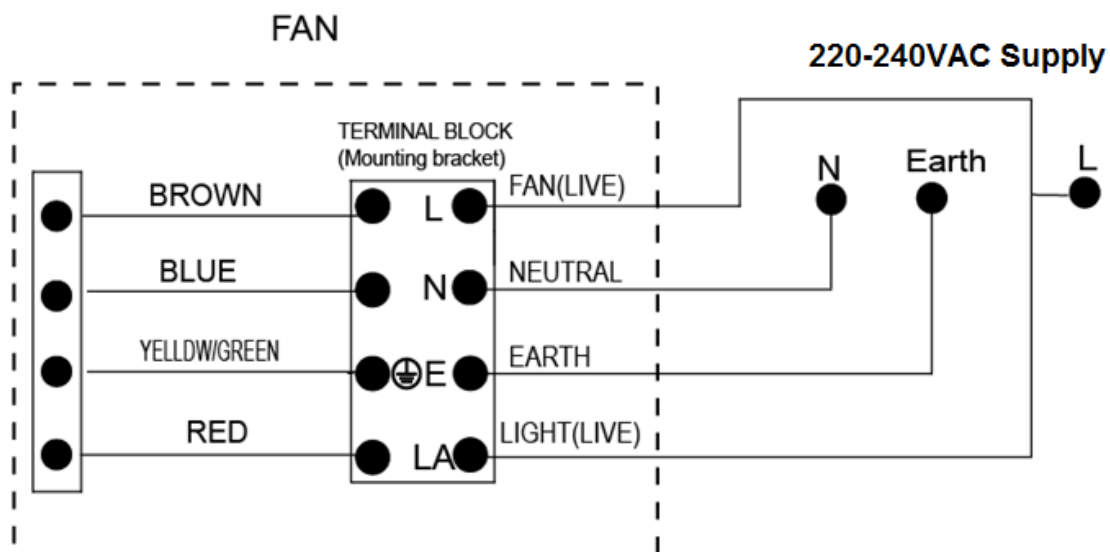 FAN
220-240VAC Supply
TERMINAL BLOCK
(Mounting bracket)
BROWN
L
FAN(LIVE)
N
Earth
L
BLUE
N
NEUTRAL
YELLDW/GREEN
E
EARTH
RED
LA
LIGHT(LIVE)